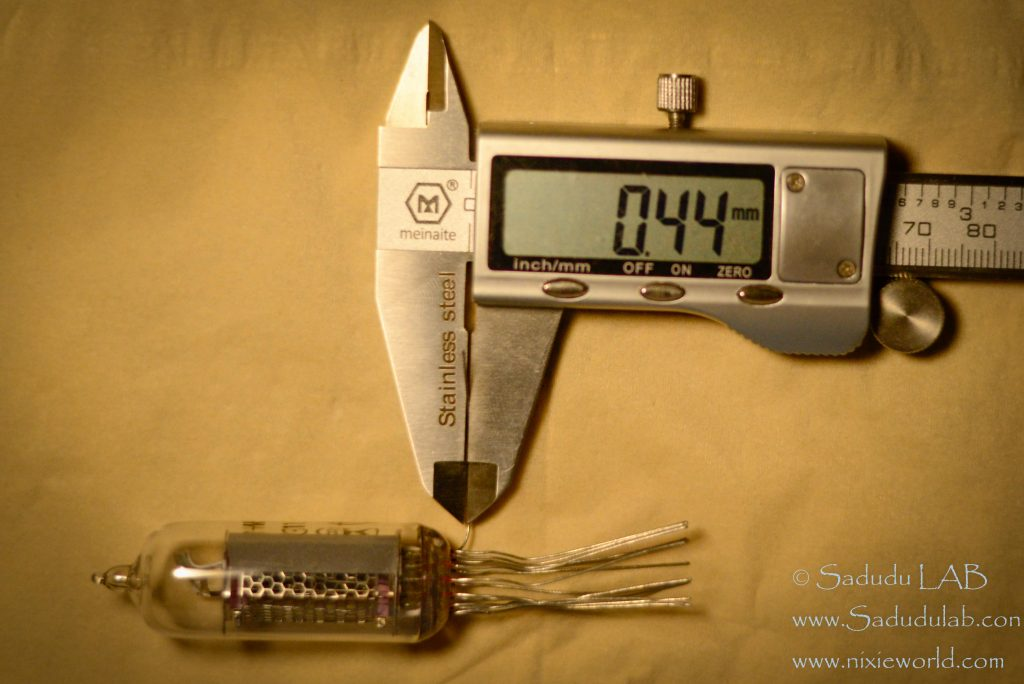 M ®
meinaite
Stainless steel
0.44 mm
inch/mm OFF ON ZERO
6 7 8 9 3 1 2 3
70 80
© Sadudu LAB
www.Sadudulab.con
www.nixieworld.com